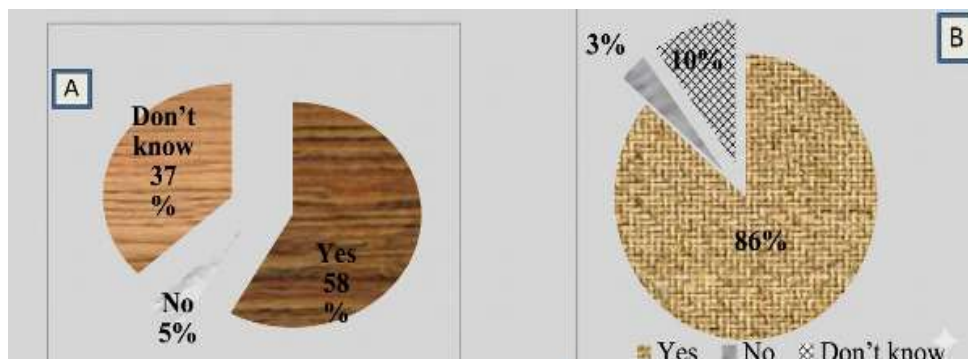 A
Don't
know
37
%
No
5%
Yes
58
%
B
3%
10%
86%
Yes No Don't know